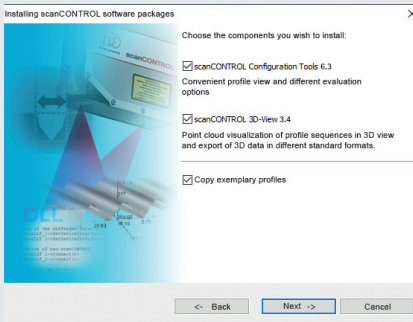 Installing scanCONTROL software packages
Choose the components you wish to install:
scanCONTROL
scanCONTROL Configuration Tools 6.3
Convenient profile view and different evaluation
options
scanCONTROL 3D-View 3.4
Point cloud visualization of profile sequences in 3D view
and export of 3D data in different standard formats.
Copy exemplary profiles
DLL
<- Back
Next ->
Cancel